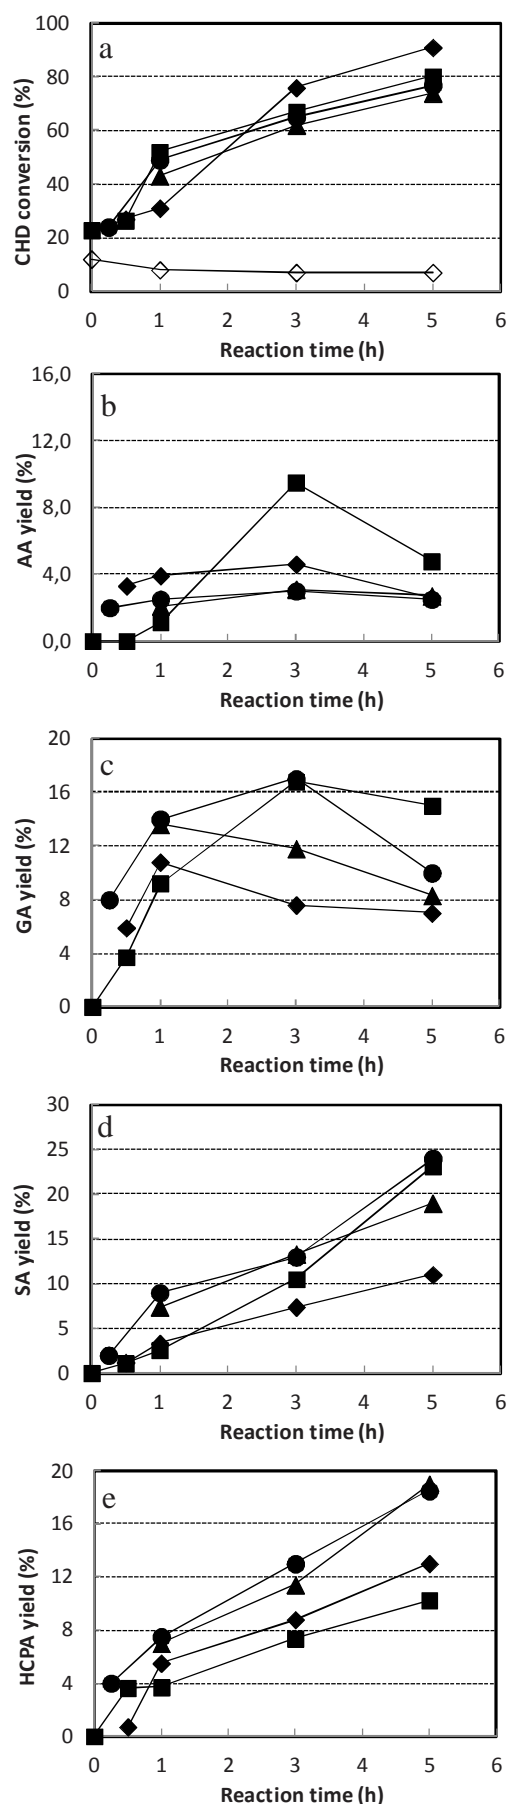 a
100
80
60
40
20
0
CHD conversion (%)
0 1 2 3 4 5 6
Reaction time (h)
b
16,0
12,0
8,0
4,0
0,0
AA yield (%)
0 1 2 3 4 5 6
Reaction time (h)
c
20
16
12
8
4
0
GA yield (%)
0 1 2 3 4 5 6
Reaction time (h)
d
30
25
20
15
10
5
0
SA yield (%)
0 1 2 3 4 5 6
Reaction time (h)
e
20
16
12
8
4
0
HCPA yield (%)
0 1 2 3 4 5 6
Reaction time (h)